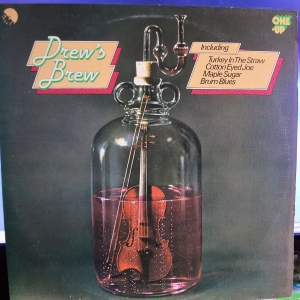 Drew's
Brew
Including
Turkey In The Straw
Cotton Eyed Joe
Maple Sugar
Brum Blues
ONE
UP